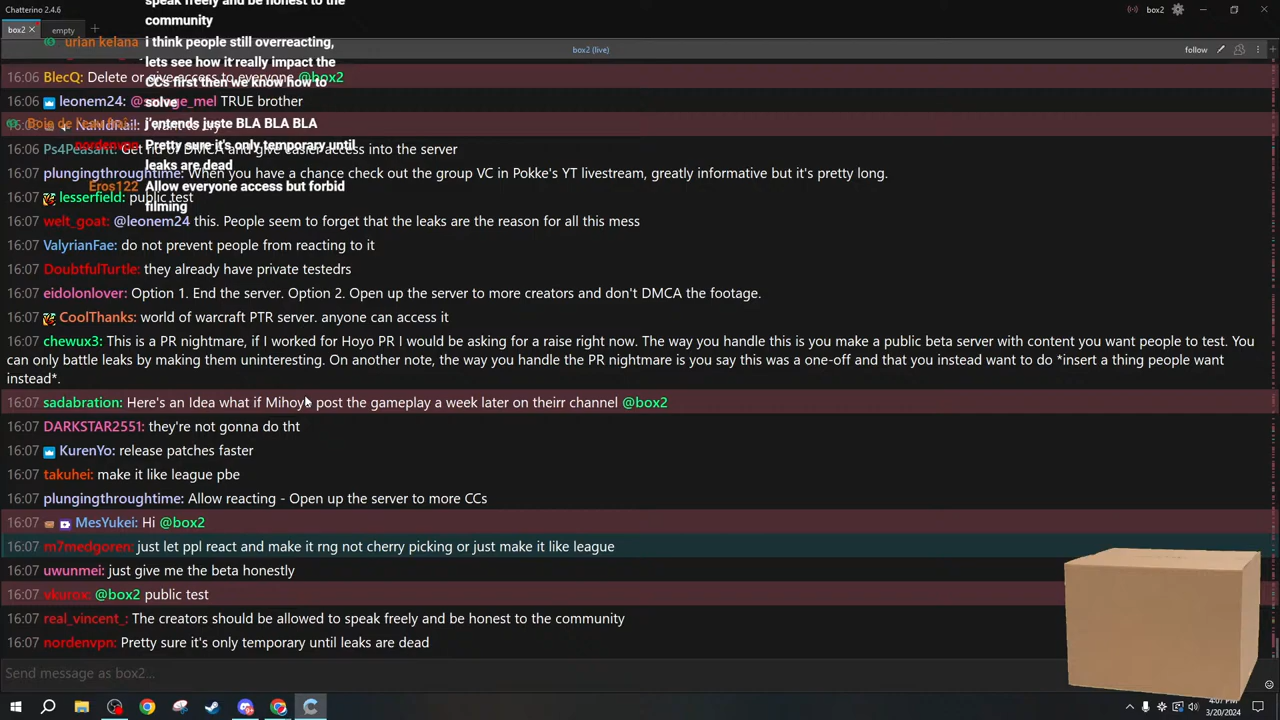 Chatterino 2.4.6
box2
empty
box2
box2 (live)
follow
speak freely and be honest to the
community
urian kelana i think people still overreacting,
lets see how it really impact the
CCs first then we know how to
solve
j'entends juste BLA BLA BLA
nordenvpn Pretty sure it's only temporary until
leaks are dead
Eros122 Allow everyone access but forbid
filming
16:06 BlecQ: Delete or give access to everyone @box2
16:06 leonem24: TRUE brother
16:06 I want to cry
16:06 Ps4Peasant: Get rid of DMCA and give easier access into the server
16:07 plungingthroughtime: When you have a chance check out the group VC in Pokke's YT livestream, greatly informative but it's pretty long.
16:07 lesserfield: public test
16:07 welt_goat: @leonem24 this. People seem to forget that the leaks are the reason for all this mess
16:07 ValyrianFae: do not prevent people from reacting to it
16:07 DoubtfulTurtle: they already have private testedrs
16:07 eidolonlover: Option 1. End the server. Option 2. Open up the server to more creators and don't DMCA the footage.
16:07 CoolThanks: world of warcraft PTR server. anyone can access it
16:07 chewux3: This is a PR nightmare, if I worked for Hoyo PR I would be asking for a raise right now. The way you handle this is you make a public beta server with content you want people to test. You
can only battle leaks by making them uninteresting. On another note, the way you handle the PR nightmare is you say this was a one-off and that you instead want to do *insert a thing people want
instead*.
16:07 sadabration: Here's an Idea what if Mihoyo post the gameplay a week later on theirr channel @box2
16:07 DARKSTAR2551: they're not gonna do tht
16:07 KurenYo: release patches faster
16:07 takuhei: make it like league pbe
16:07 plungingthroughtime: Allow reacting - Open up the server to more CCs
16:07 MesYukei: Hi @box2
16:07 m7medgoren: just let ppl react and make it rng not cherry picking or just make it like league
16:07 uwunmei: just give me the beta honestly
16:07 vkurox: @box2 public test
16:07 real_vincent_: The creators should be allowed to speak freely and be honest to the community
16:07 nordenvpn: Pretty sure it's only temporary until leaks are dead
Send message as box2...
4:07 PM
3/20/2024